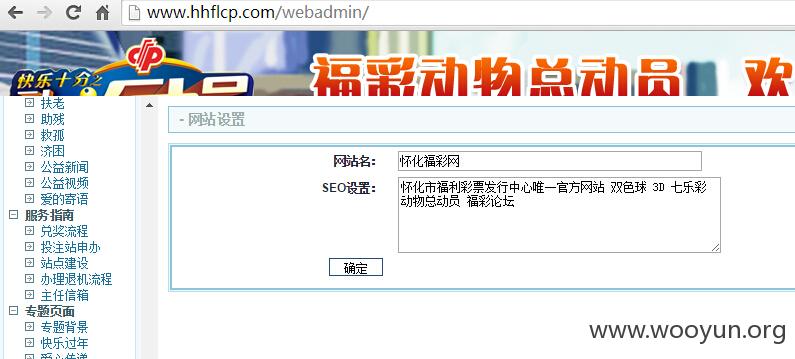 www.hhflcp.com/webadmin/
快乐十分之
福彩动物总动员 欢
扶老
助残
救孤
济困
公益新闻
公益视频
爱的寄语
服务指南
兑奖流程
投注站申办
站点建设
办理退机流程
主任信箱
专题页面
专题背景
快乐过年
爱心传递
- 网站设置
网站名：
怀化福彩网
SEO设置：
怀化市福利彩票发行中心唯一官方网站 双色球 3D 七乐彩
动物总动员 福彩论坛
确定
www.wooyun.org